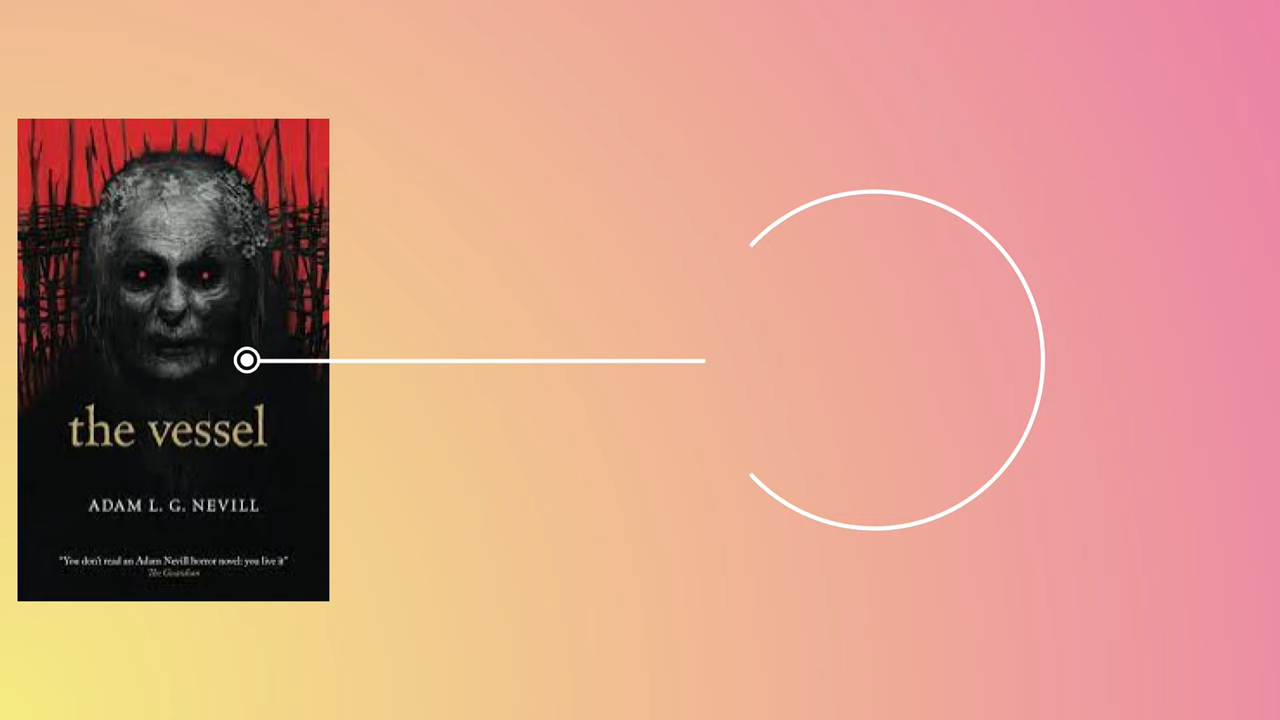 the vessel
ADAM L. G. NEVILL
"You don't read an Adam Nevill horror novel: you live it"
The Guardian